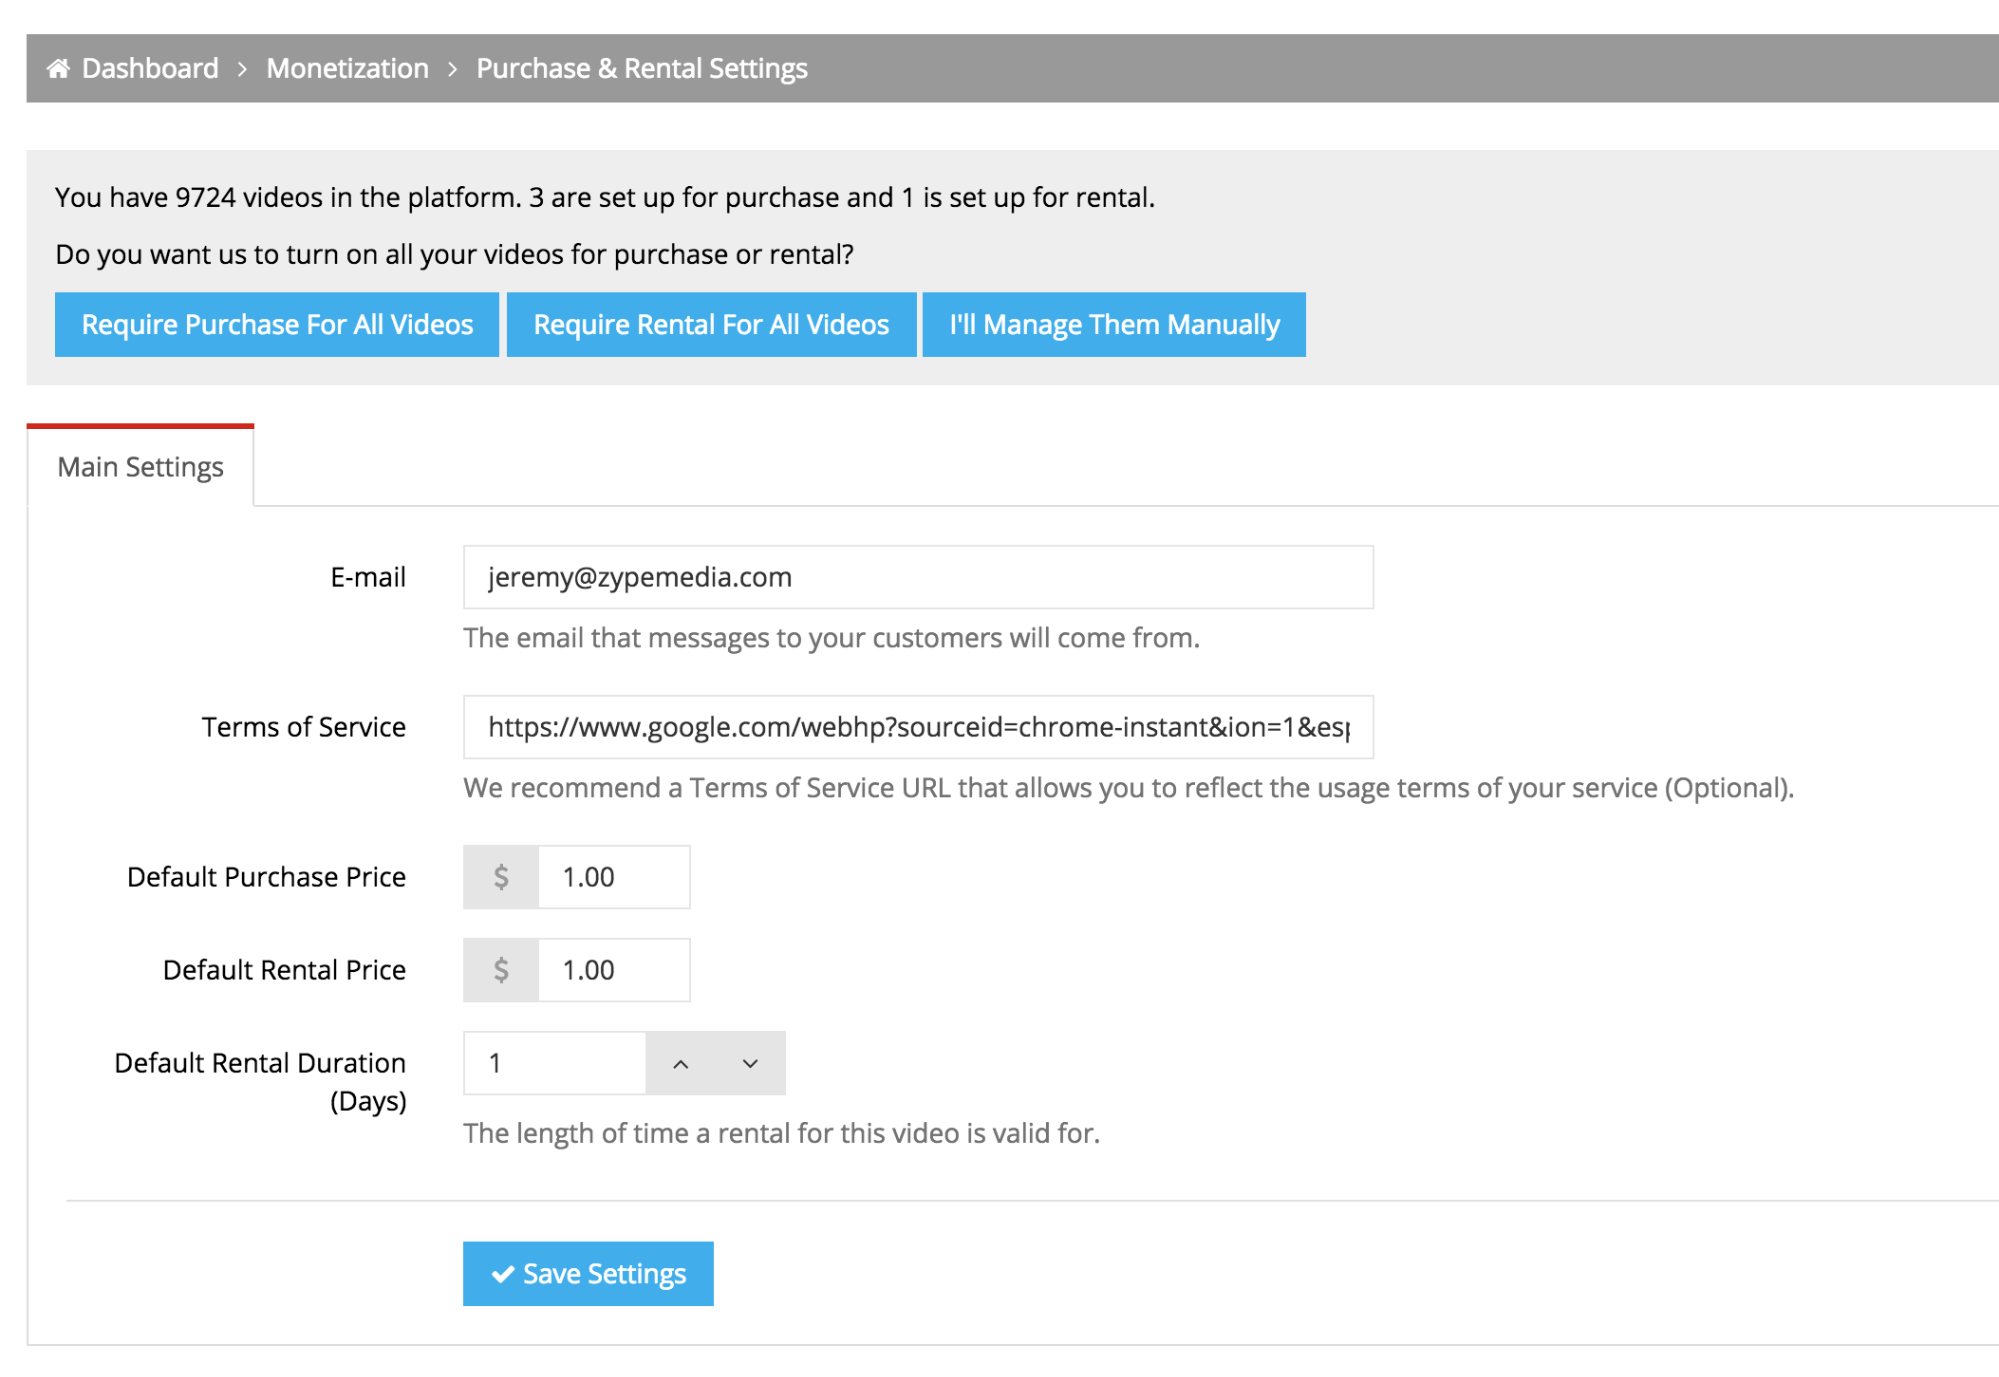 Dashboard > Monetization > Purchase & Rental Settings
You have 9724 videos in the platform. 3 are set up for purchase and 1 is set up for rental.
Do you want us to turn on all your videos for purchase or rental?
Require Purchase For All Videos Require Rental For All Videos I'll Manage Them Manually
Main Settings
E-mail jeremy@zypemedia.com
The email that messages to your customers will come from.
Terms of Service https://www.google.com/webhp?sourceid=chrome-instant&ion=1&esp
We recommend a Terms of Service URL that allows you to reflect the usage terms of your service (Optional).
Default Purchase Price $ 1.00
Default Rental Price $ 1.00
Default Rental Duration 1
(Days)
The length of time a rental for this video is valid for.
Save Settings